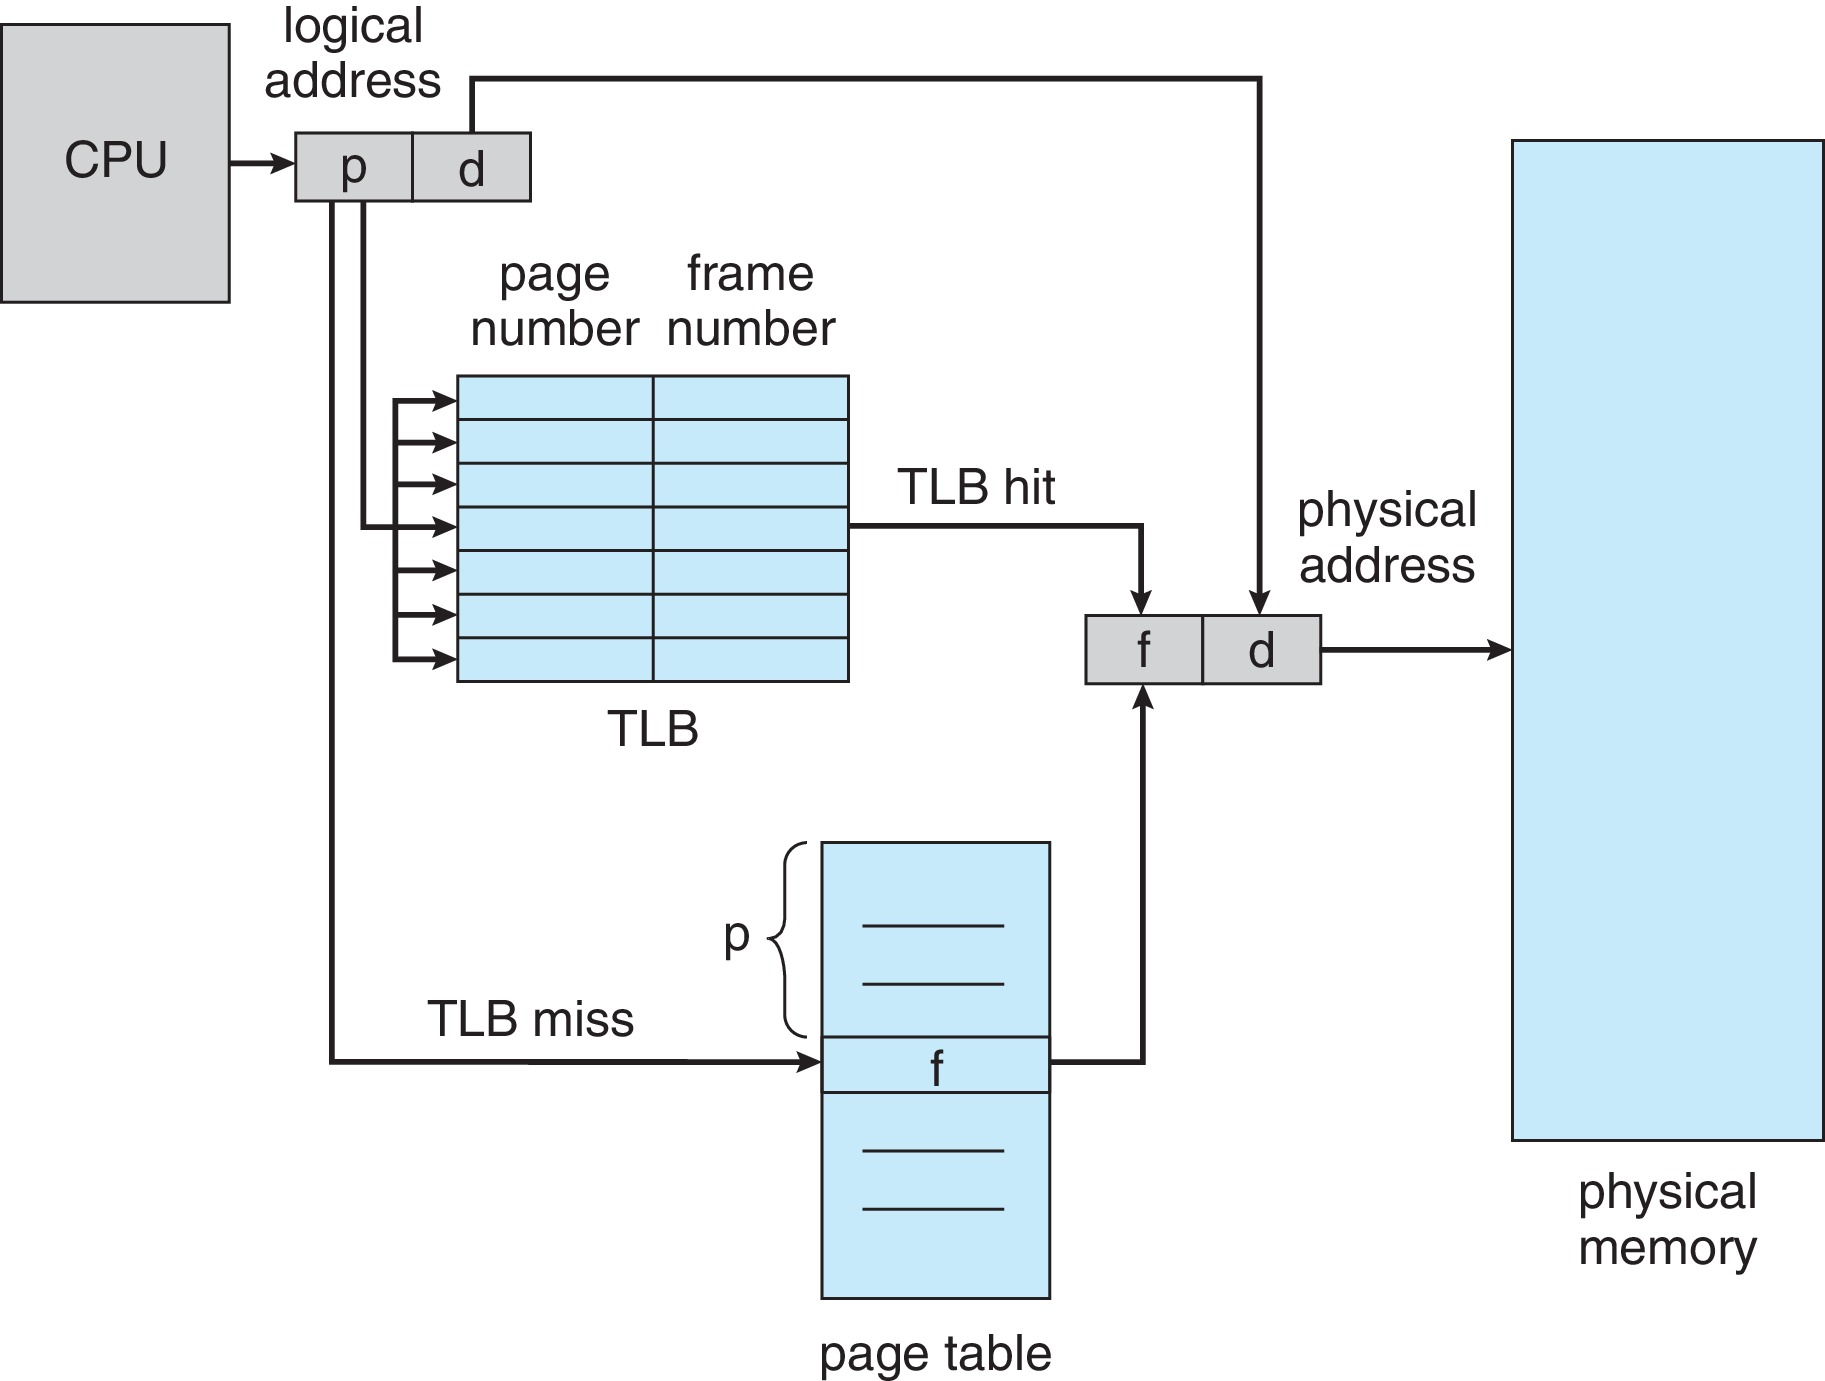 logical
address
CPU
p
d
page
number
frame
number
TLB hit
physical
address
f
d
TLB
p
TLB miss
f
physical
memory
page table